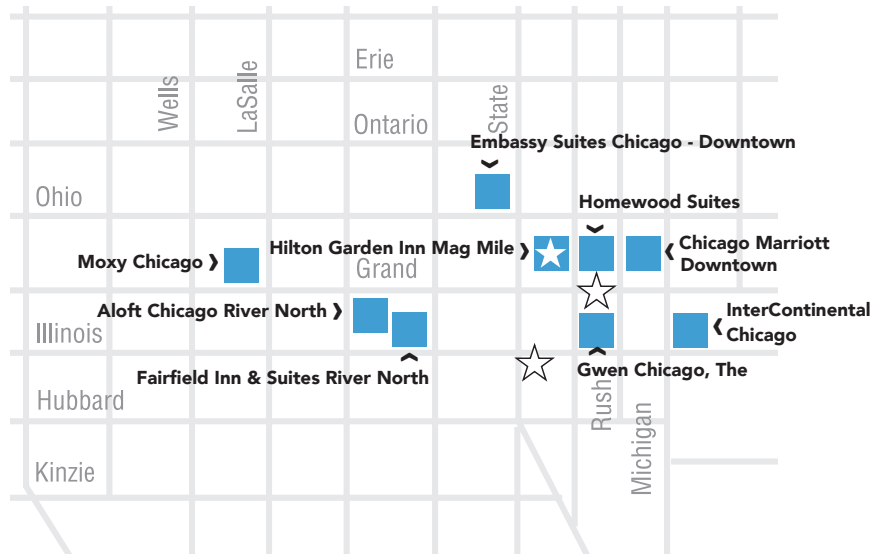 Erie
Wells
LaSalle
Ontario
State
Embassy Suites Chicago - Downtown
Ohio
Homewood Suites
Hilton Garden Inn Mag Mile
Chicago Marriott
Downtown
Moxy Chicago
Grand
Aloft Chicago River North
InterContinental
Chicago
Illinois
Fairfield Inn & Suites River North
Gwen Chicago, The
Hubbard
Rush
Michigan
Kinzie